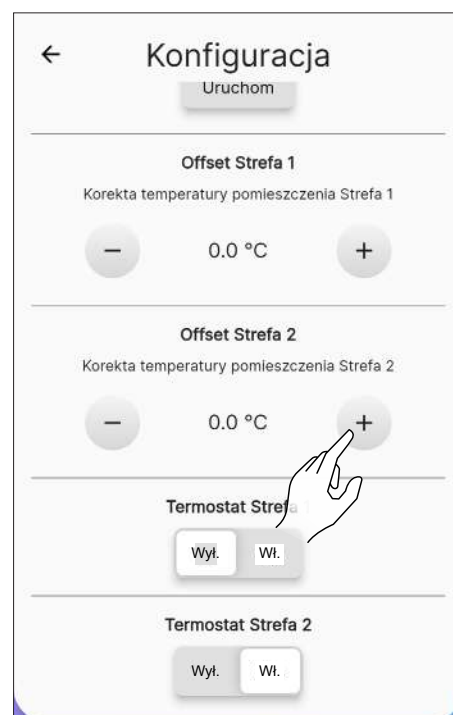 Konfiguracja
Uruchom
Offset Strefa 1
Korekta temperatury pomieszczenia Strefa 1
− 0.0 °C +
Offset Strefa 2
Korekta temperatury pomieszczenia Strefa 2
− 0.0 °C +
Termostat Strefa
Wył. Wł.
Termostat Strefa 2
Wył. Wł.